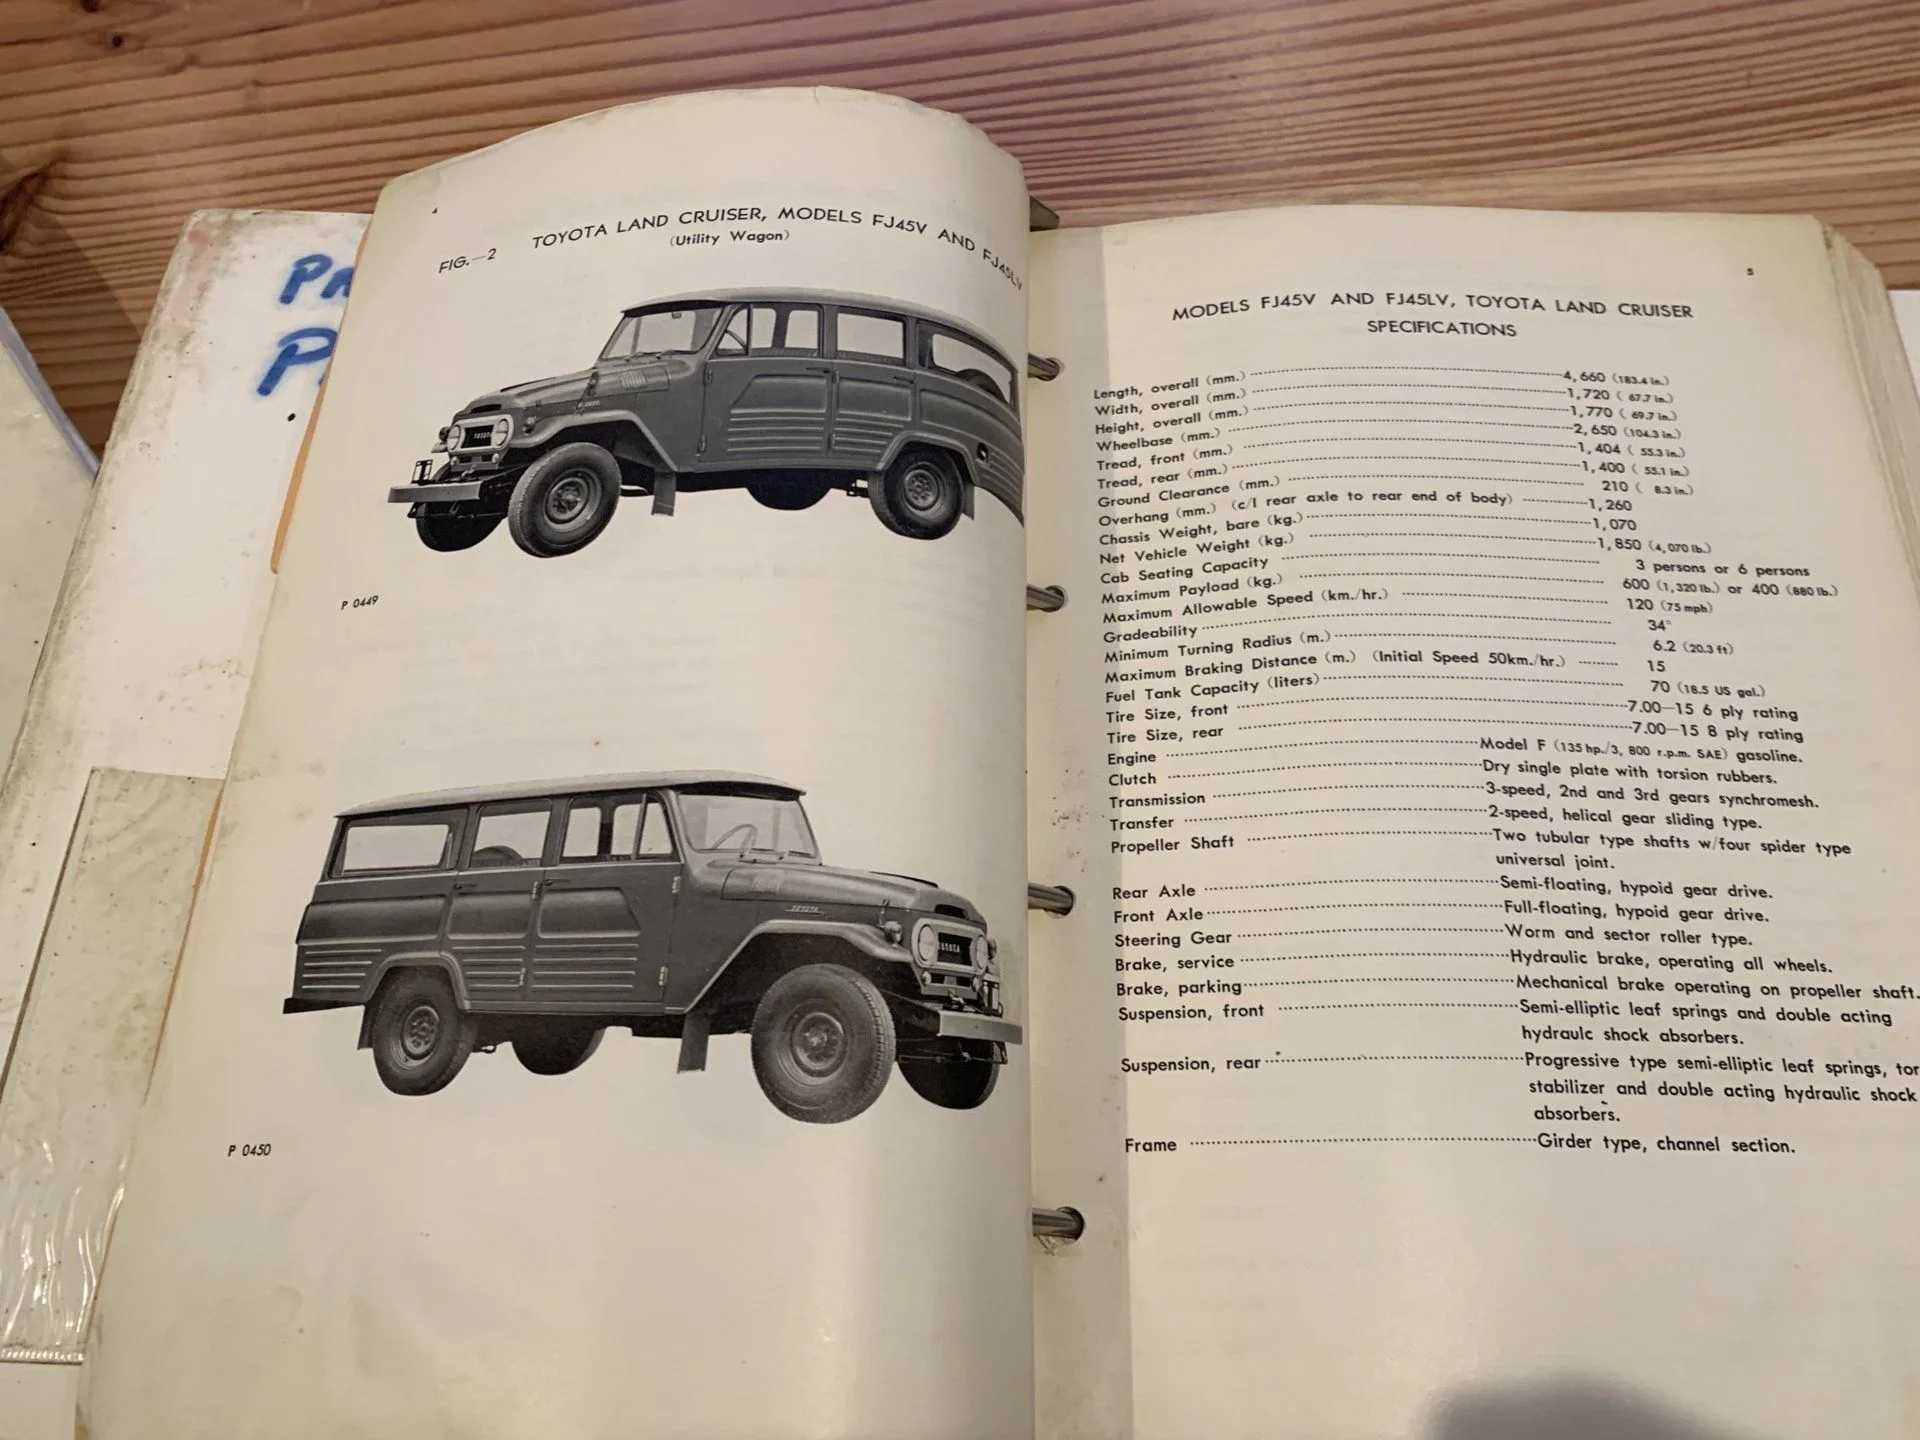 4
FIG.—2 TOYOTA LAND CRUISER, MODELS FJ45V AND FJ45LV
(Utility Wagon)
TOYOTA
P 0449
TOYOTA
TOYOTA
P 0450
5
MODELS FJ45V AND FJ45LV, TOYOTA LAND CRUISER
SPECIFICATIONS
Length, overall (mm.) 4,660 (183.4 in.)
Width, overall (mm.) 1,720 ( 67.7 in.)
Height, overall (mm.) 1,770 ( 69.7 in.)
Wheelbase (mm.) 2,650 (104.3 in.)
Tread, front (mm.) 1,404 ( 55.3 in.)
Tread, rear (mm.) 1,400 ( 55.1 in.)
Ground Clearance (mm.) 210 ( 8.3 in.)
Overhang (mm.) (c/l rear axle to rear end of body) 1,260
Chassis Weight, bare (kg.) 1,070
Net Vehicle Weight (kg.) 1,850 (4,070 lb.)
Cab Seating Capacity 3 persons or 6 persons
Maximum Payload (kg.) 600 (1,320 lb.) or 400 (880 lb.)
Maximum Allowable Speed (km./hr.) 120 (75 mph)
Gradeability 34°
Minimum Turning Radius (m.) 6.2 (20.3 ft)
Maximum Braking Distance (m.) (Initial Speed 50km./hr.) 15
Fuel Tank Capacity (liters) 70 (18.5 US gal.)
Tire Size, front 7.00—15 6 ply rating
Tire Size, rear 7.00—15 8 ply rating
Engine Model F (135 hp./3, 800 r.p.m. SAE) gasoline.
Clutch Dry single plate with torsion rubbers.
Transmission 3-speed, 2nd and 3rd gears synchromesh.
Transfer 2-speed, helical gear sliding type.
Propeller Shaft Two tubular type shafts w/four spider type
universal joint.
Rear Axle Semi-floating, hypoid gear drive.
Front Axle Full-floating, hypoid gear drive.
Steering Gear Worm and sector roller type.
Brake, service Hydraulic brake, operating all wheels.
Brake, parking Mechanical brake operating on propeller shaft.
Suspension, front Semi-elliptic leaf springs and double acting
hydraulc shock absorbers.
Suspension, rear Progressive type semi-elliptic leaf springs, tor
stabilizer and double acting hydraulic shock
absorbers.
Frame Girder type, channel section.